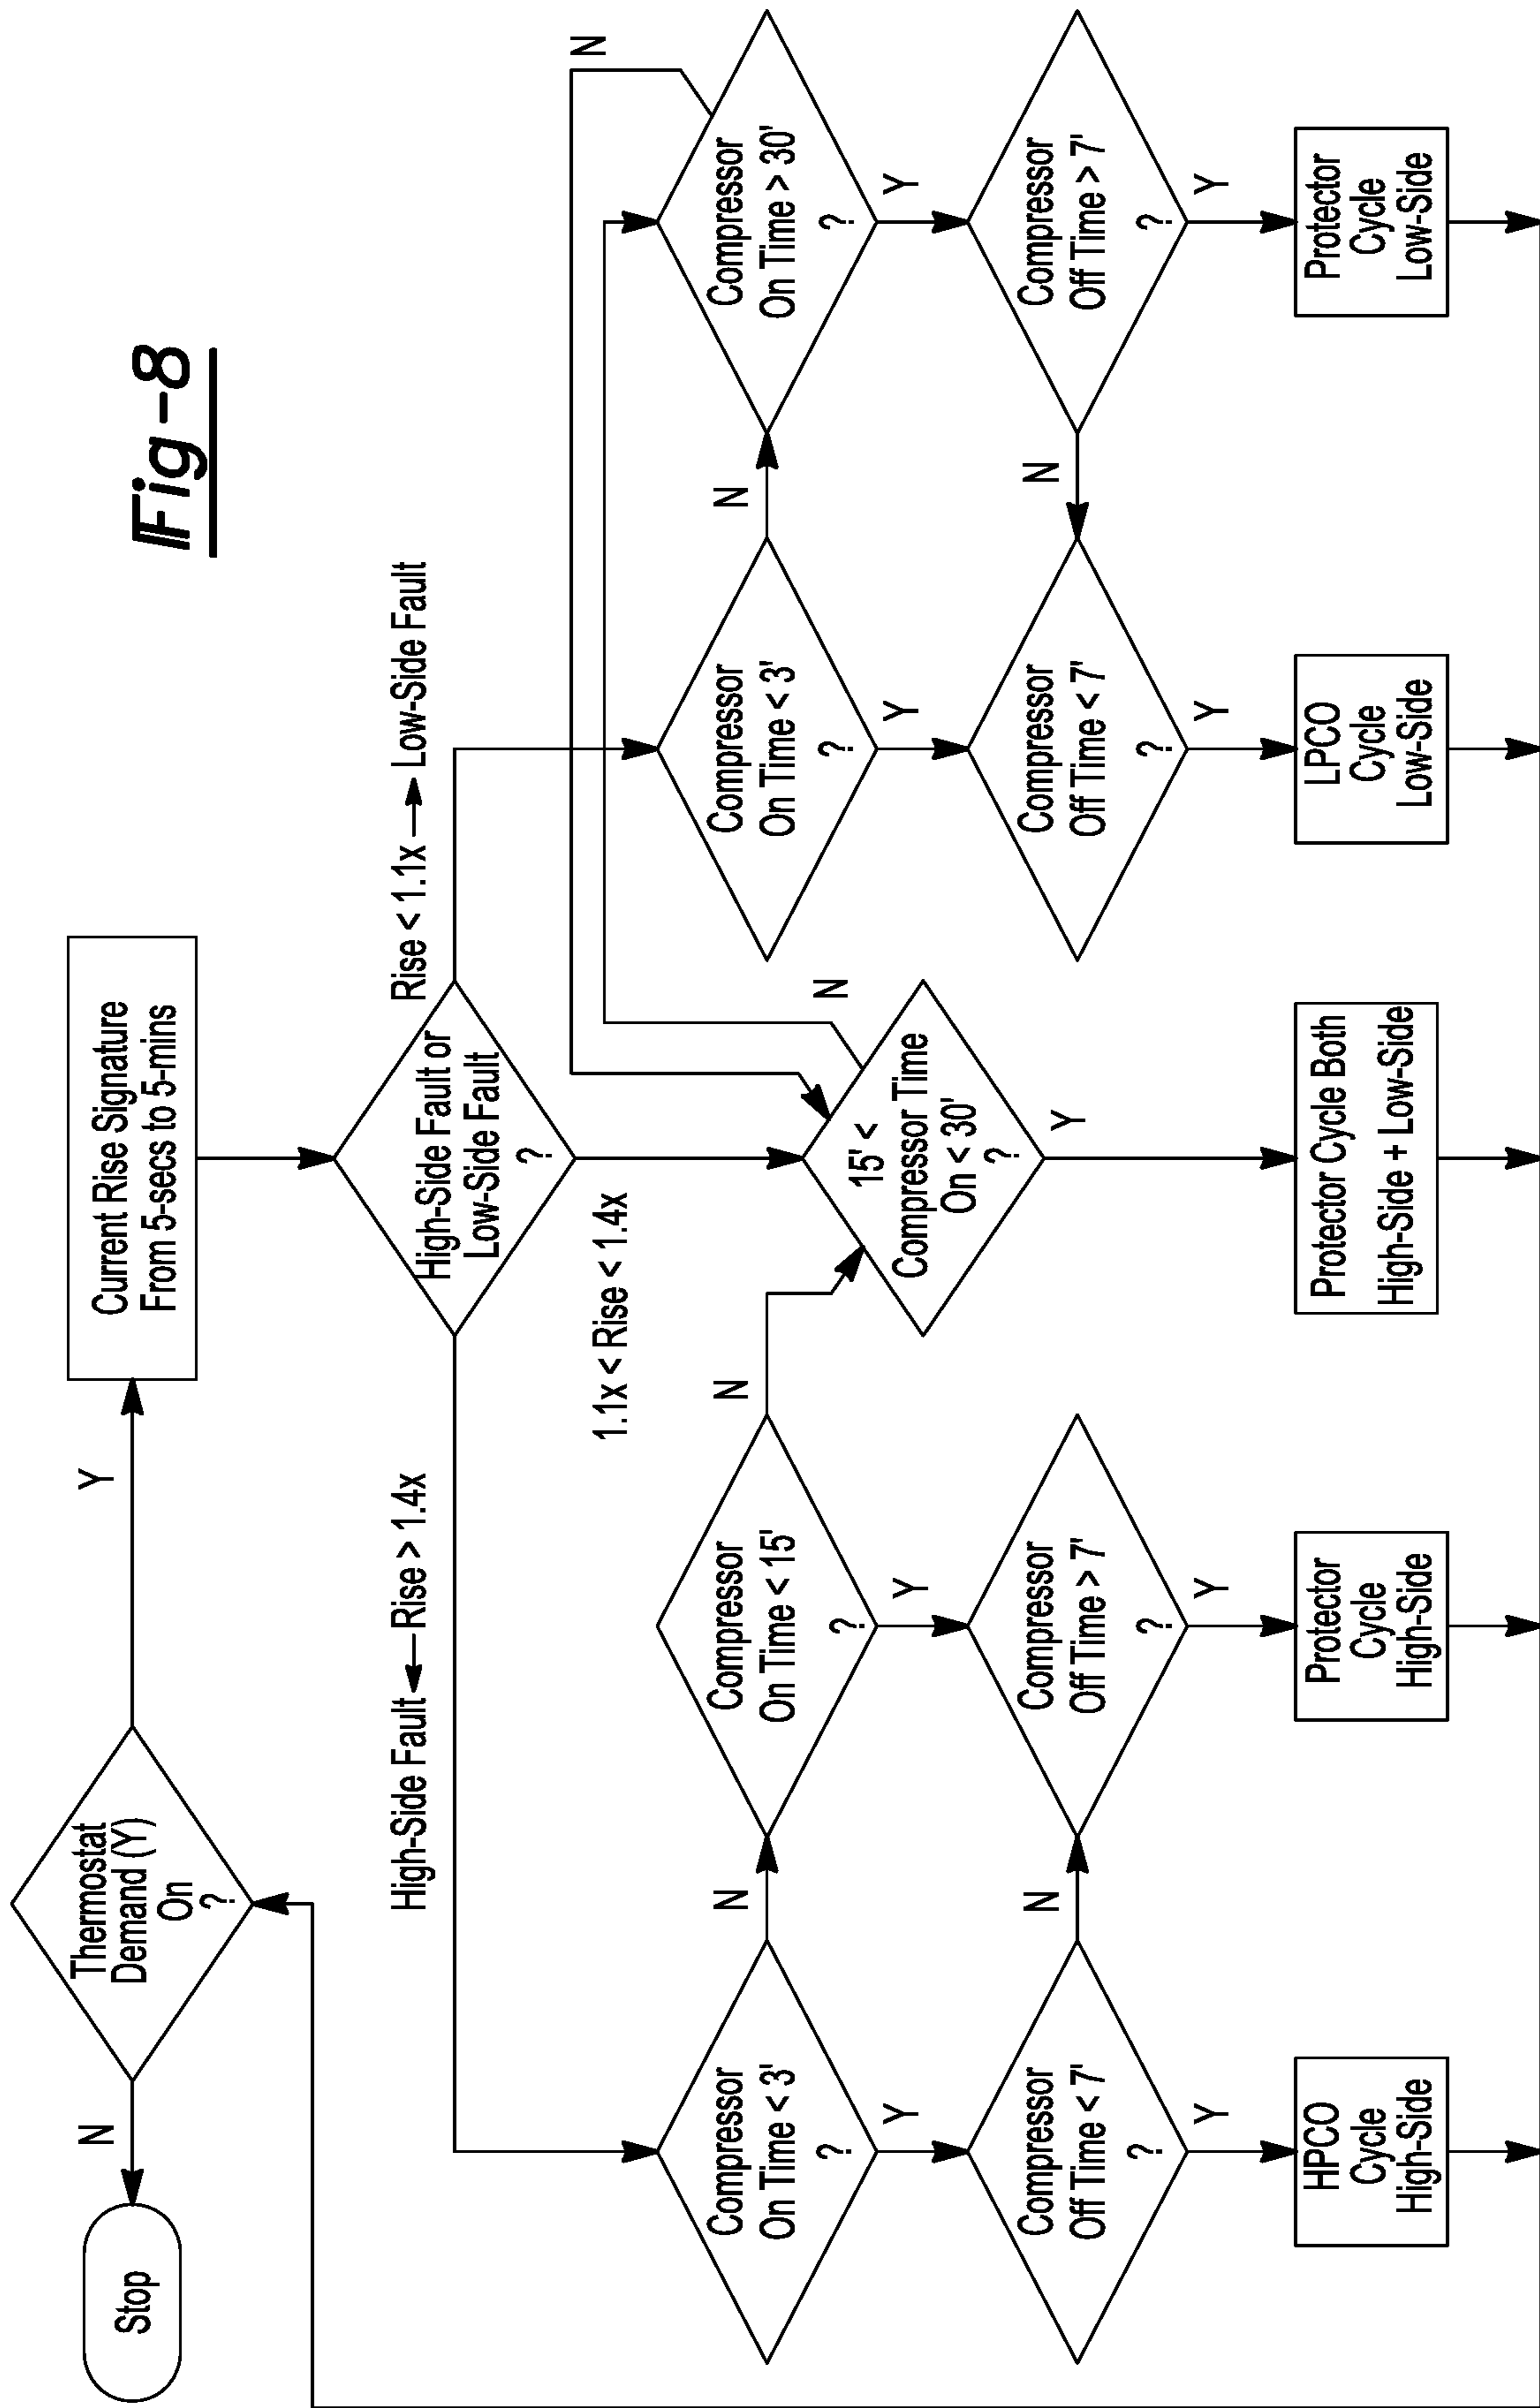 Fig-8
Thermostat
Demand (Y)
On
?
N
Stop
Y
Current Rise Signature
From 5-secs to 5-mins
High-Side Fault or
Low-Side Fault
?
High-Side Fault ← Rise > 1.4x
1.1x < Rise < 1.4x
Rise < 1.1x → Low-Side Fault
Compressor
On Time < 3'
?
N
Y
Compressor
On Time < 15'
?
N
Y
15' <
Compressor Time
On < 30'
?
N
Y
Compressor
On Time < 3'
?
N
Y
Compressor
On Time > 30'
?
N
Y
Compressor
Off Time < 7'
?
N
Y
Compressor
Off Time > 7'
?
Y
Compressor
Off Time < 7'
?
Y
Compressor
Off Time > 7'
?
N
Y
HPCO
Cycle
High-Side
Protector
Cycle
High-Side
Protector Cycle Both
High-Side + Low-Side
LPCO
Cycle
Low-Side
Protector
Cycle
Low-Side